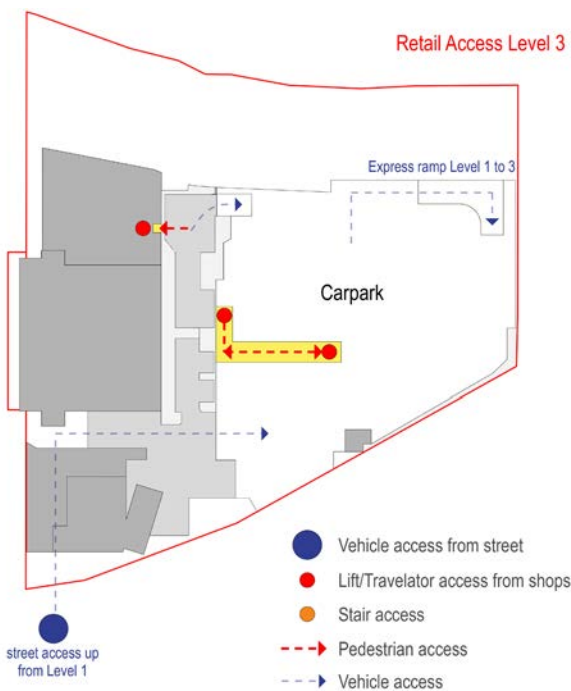 Retail Access Level 3
Express ramp Level 1 to 3
Carpark
Vehicle access from street
Lift/Travelator access from shops
Stair access
Pedestrian access
Vehicle access
street access up
from Level 1